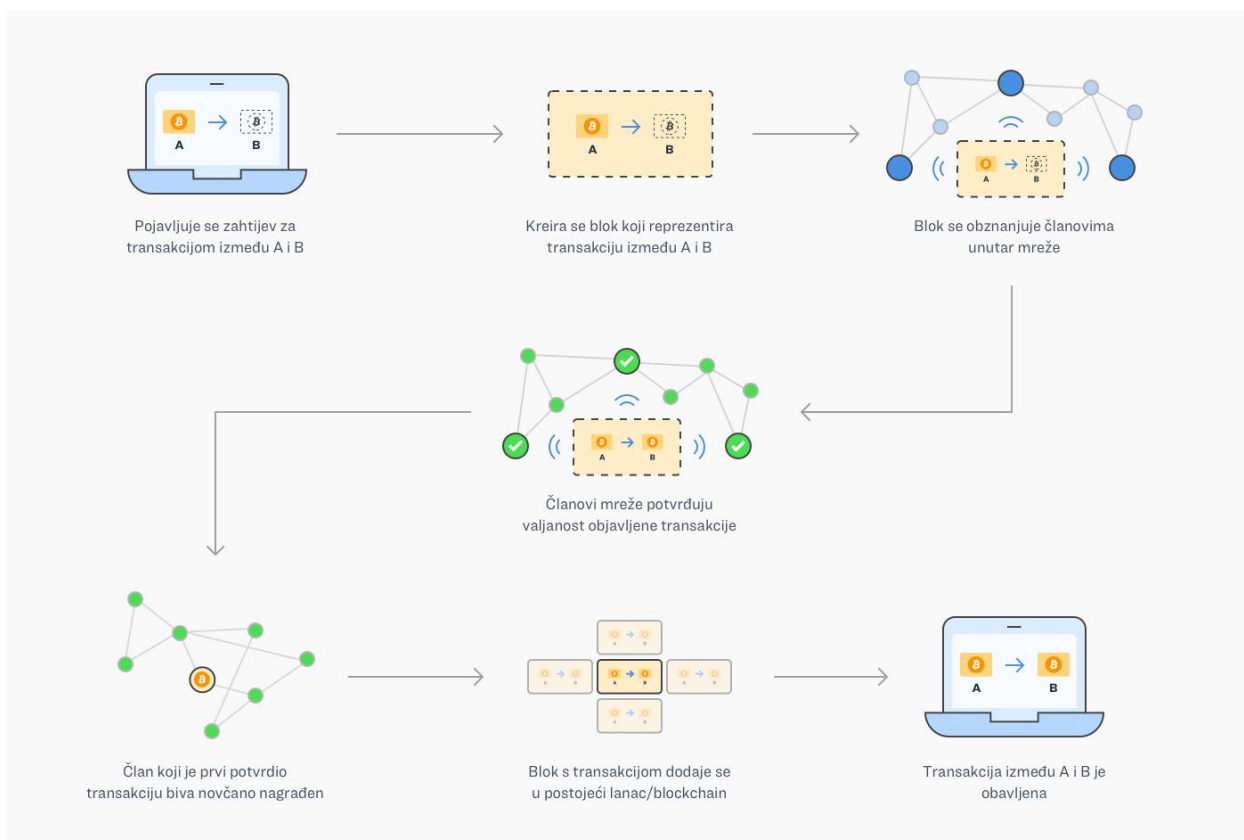 A B
Pojavljuje se zahtijev za
transakcijom između A i B
A B
Kreira se blok koji reprezentira
transakciju između A i B
A B
Blok se obznanjuje članovima
unutar mreže
A B
Članovi mreže potvrđuju
valjanost objavljene transakcije
Član koji je prvi potvrdio
transakciju biva novčano nagrađen
A B
Blok s transakcijom dodaje se
u postojeći lanac/blockchain
A B
Transakcija između A i B je
obavljena